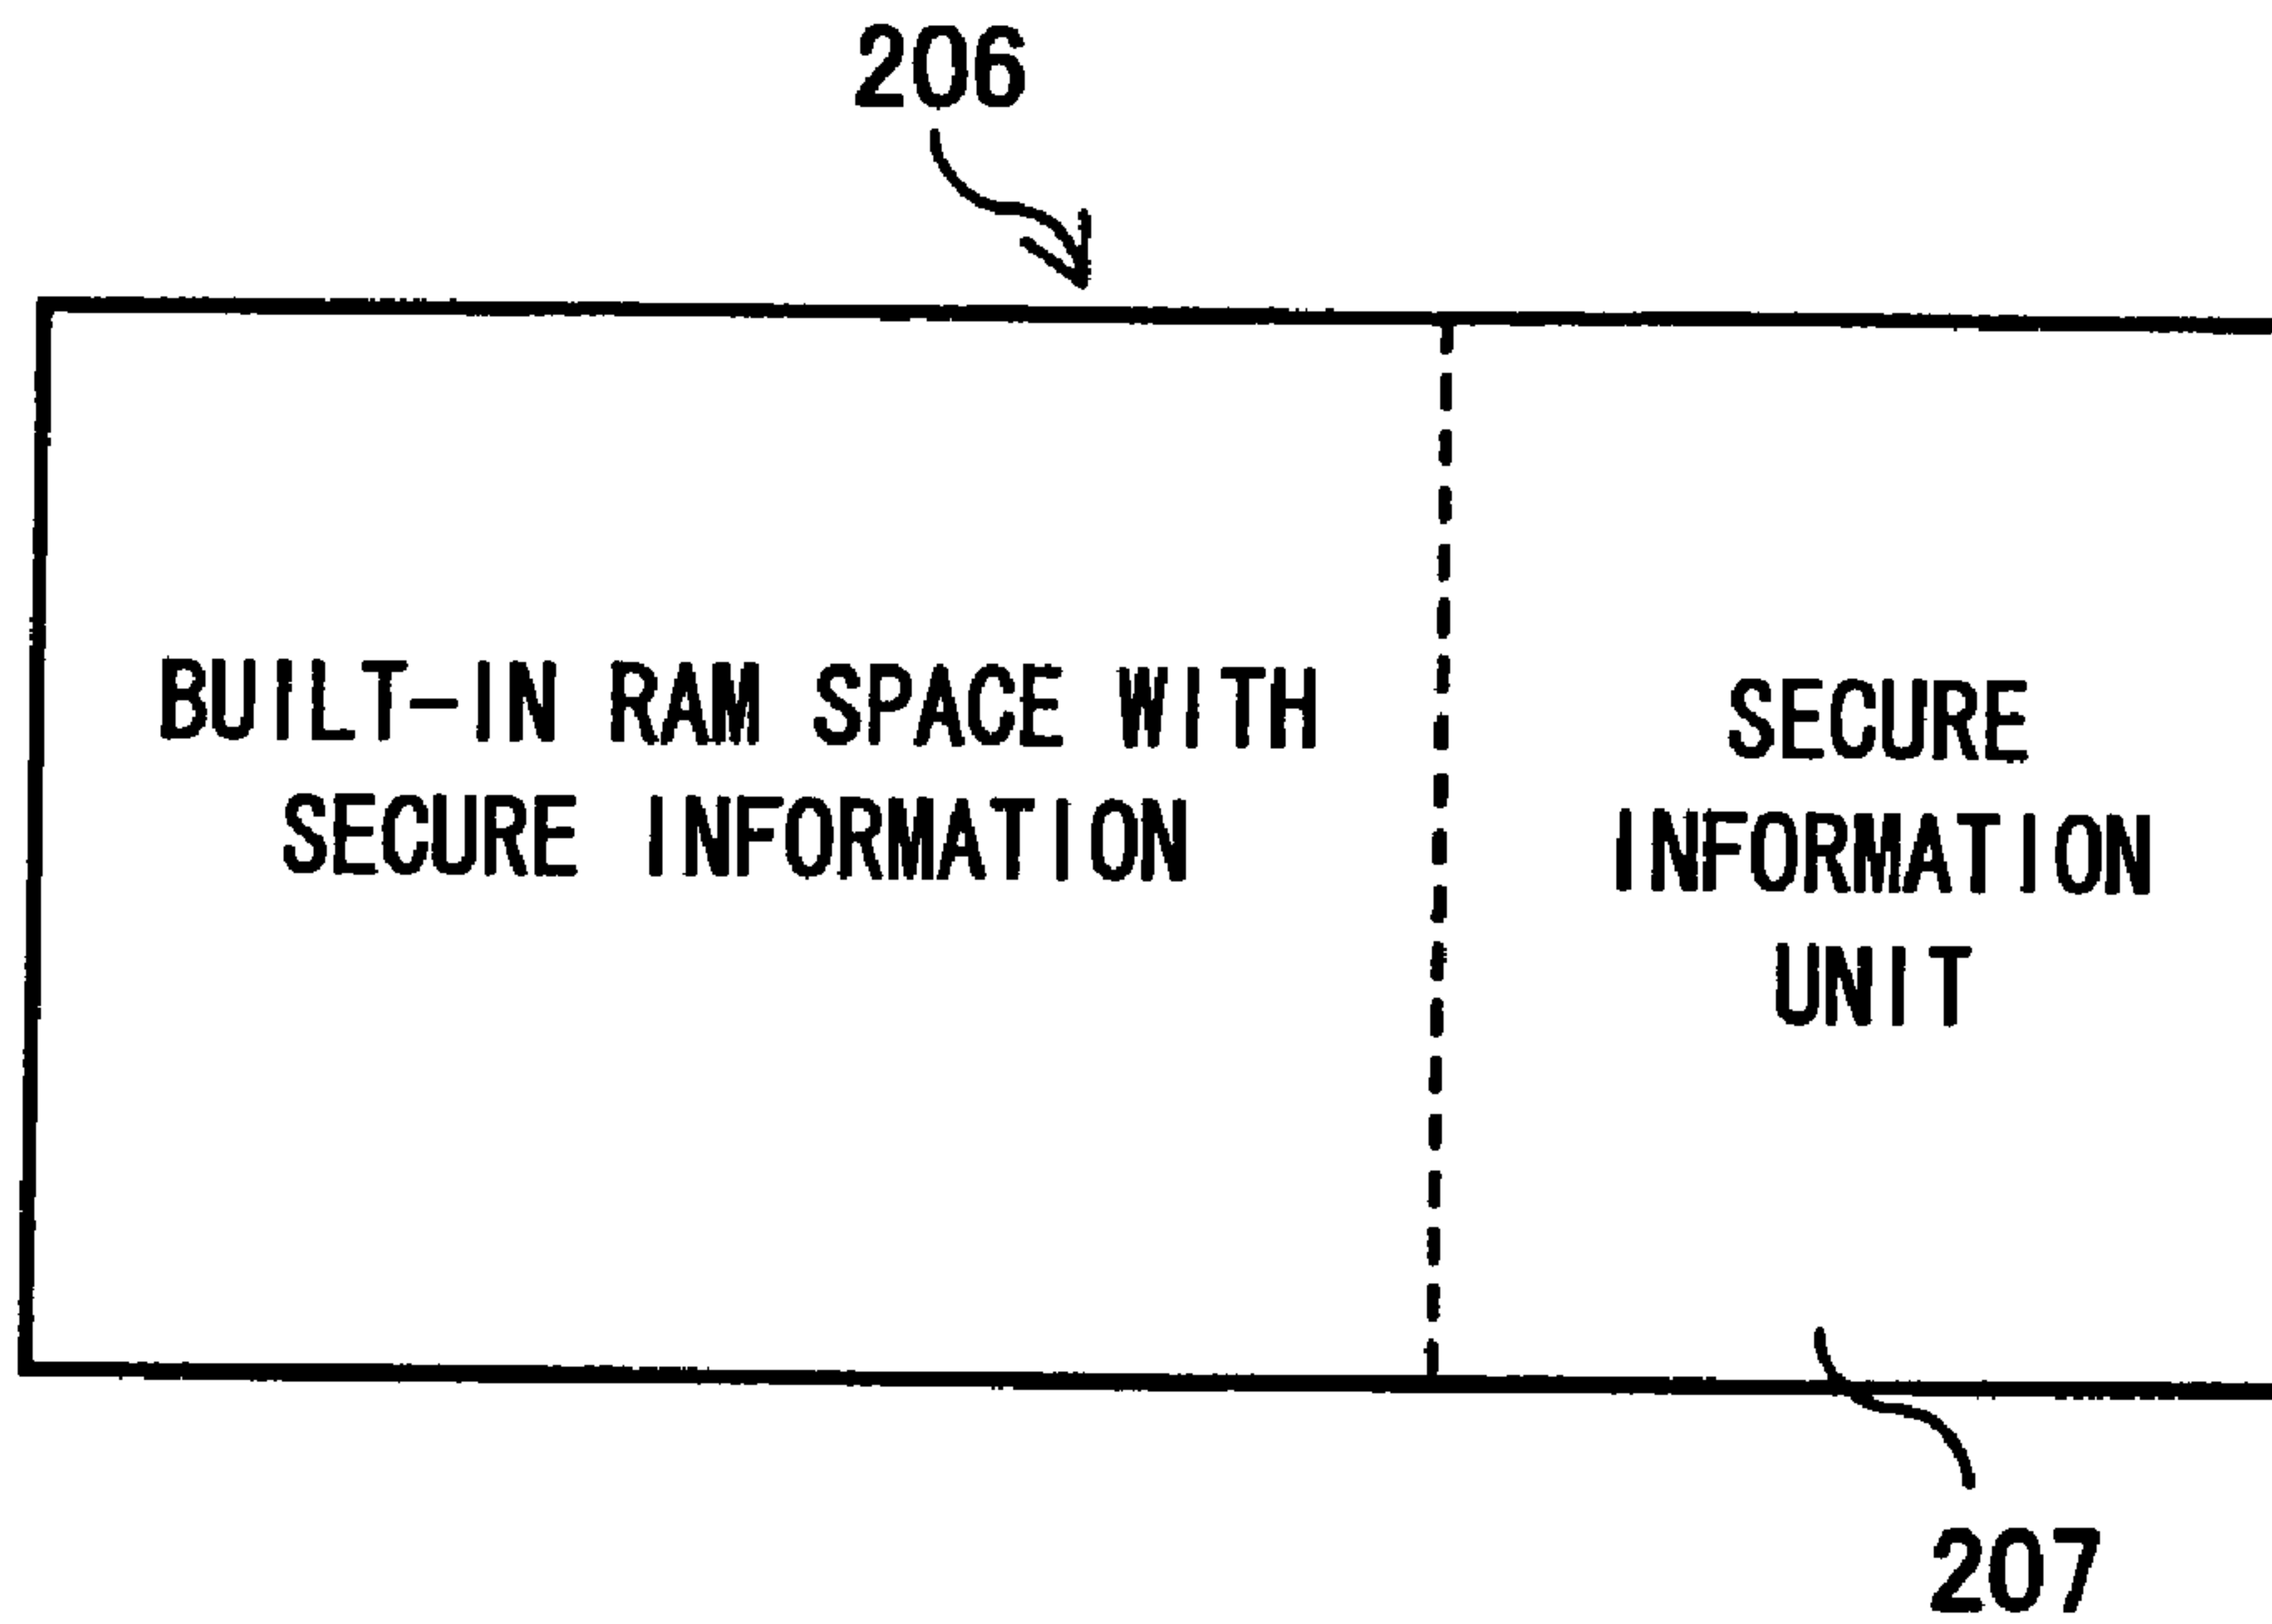 206
BUILT-IN RAM SPACE WITH
SECURE INFORMATION
SECURE
INFORMATION
UNIT
207